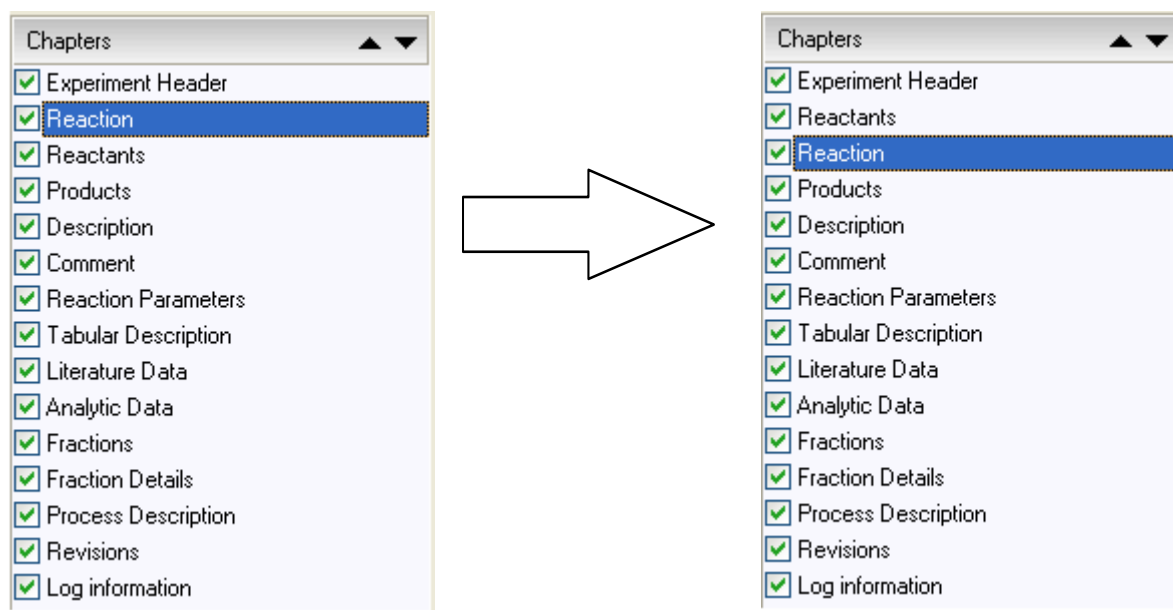 Chapters
Experiment Header
Reaction
Reactants
Products
Description
Comment
Reaction Parameters
Tabular Description
Literature Data
Analytic Data
Fractions
Fraction Details
Process Description
Revisions
Log information
Chapters
Experiment Header
Reactants
Reaction
Products
Description
Comment
Reaction Parameters
Tabular Description
Literature Data
Analytic Data
Fractions
Fraction Details
Process Description
Revisions
Log information